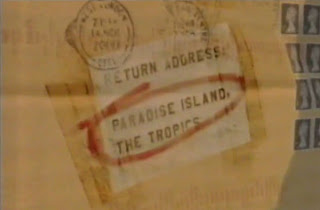 RETURN ADDRESS:
PARADISE ISLAND,
THE TROPICS